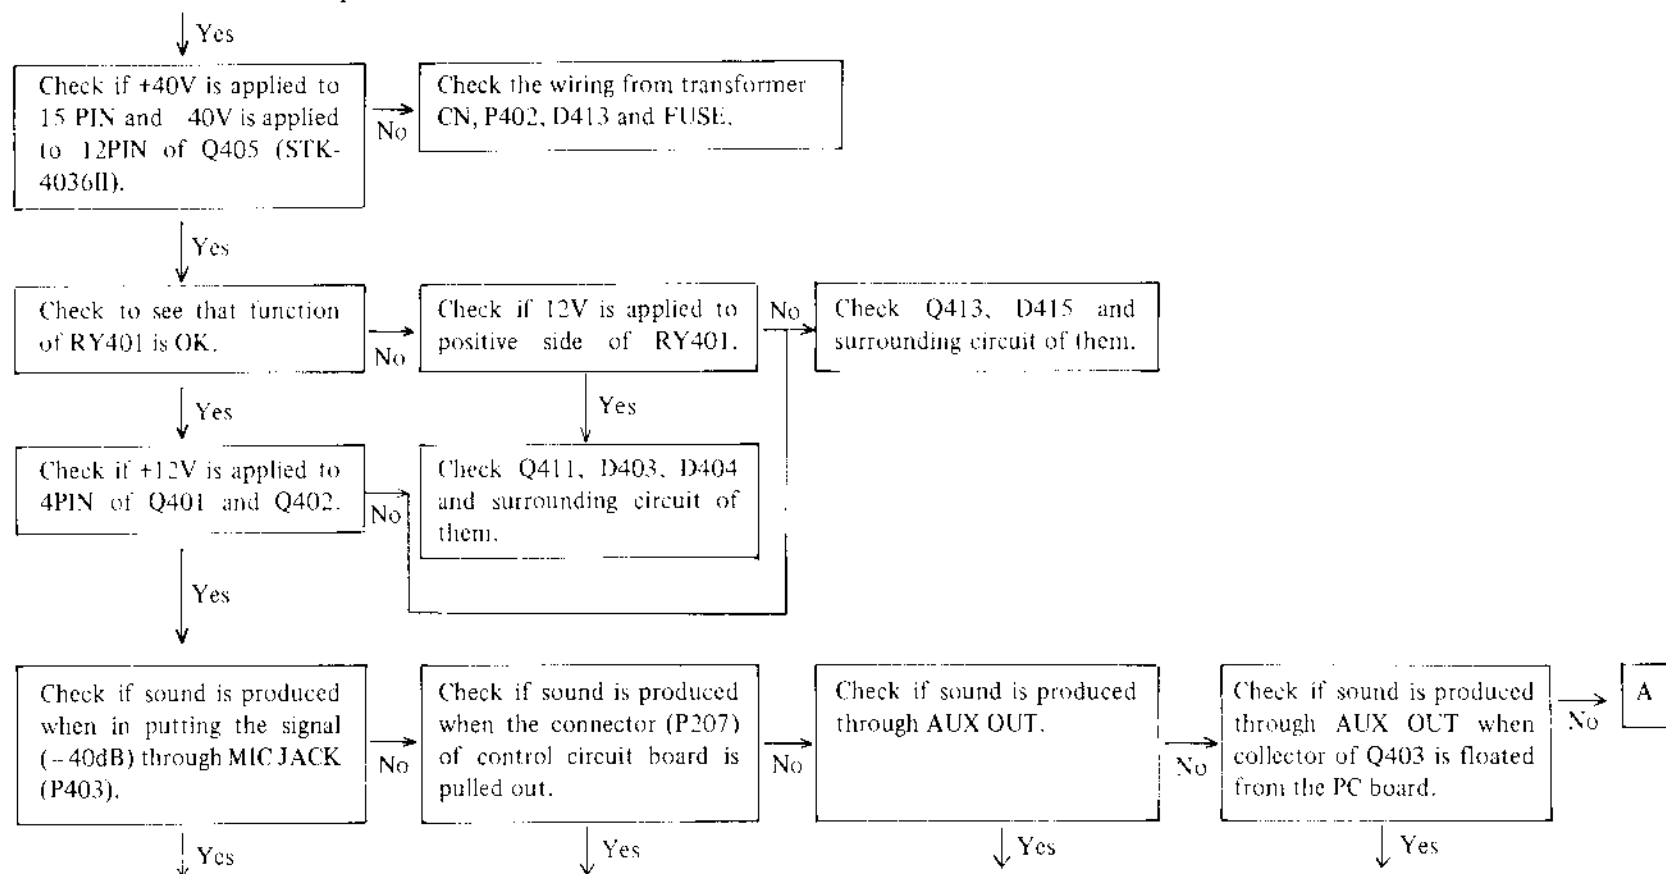 Yes
Check if +40V is applied to
15 PIN and 40V is applied
to 12PIN of Q405 (STK-
4036II).
No
Check the wiring from transformer
CN, P402, D413 and FUSE.
Yes
Check to see that function
of RY401 is OK.
No
Check if 12V is applied to
positive side of RY401.
No
Check Q413, D415 and
surrounding circuit of them.
Yes
Yes
Check if +12V is applied to
4PIN of Q401 and Q402.
No
Check Q411, D403, D404
and surrounding circuit of
them.
Yes
Check if sound is produced
when in putting the signal
(-40dB) through MIC JACK
(P403).
No
Check if sound is produced
when the connector (P207)
of control circuit board is
pulled out.
No
Check if sound is produced
through AUX OUT.
No
Check if sound is produced
through AUX OUT when
collector of Q403 is floated
from the PC board.
No
A
Yes
Yes
Yes
Yes